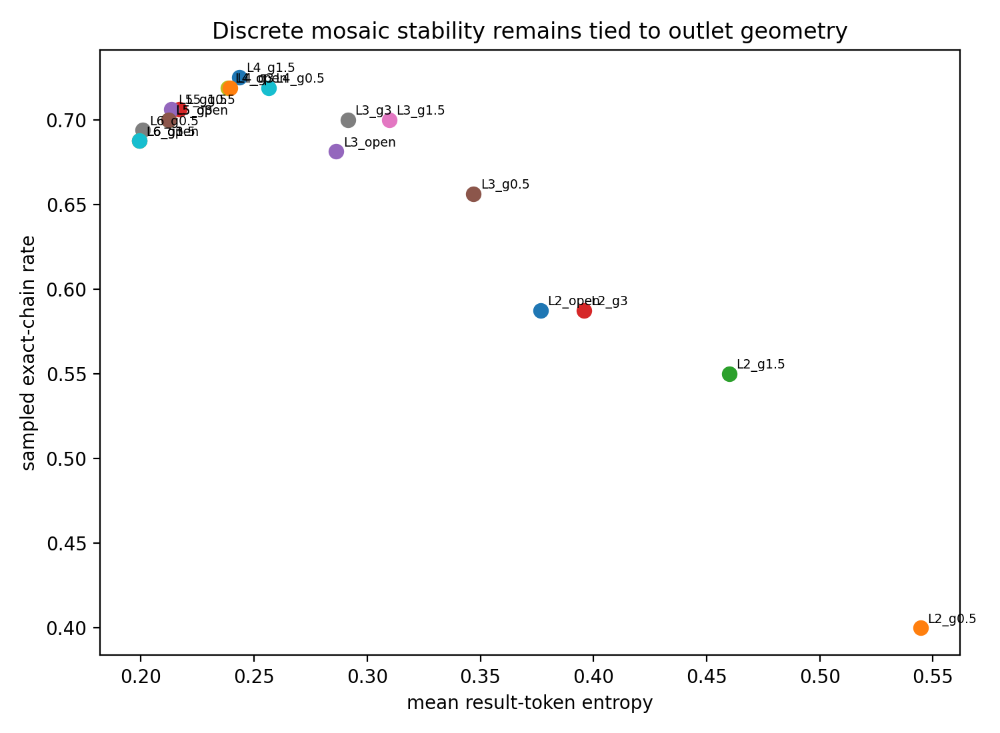 Discrete mosaic stability remains tied to outlet geometry
L4_g1.5
L4_open
L4_g0.5
L3_g3
L3_g1.5
L5_open
L6_g0.5
L3_open
L3_g0.5
L2_open
L2_g3
L2_g1.5
L2_g0.5
0.70
0.65
0.60
0.55
0.50
0.45
0.40
sampled exact-chain rate
0.20
0.25
0.30
0.35
0.40
0.45
0.50
0.55
mean result-token entropy